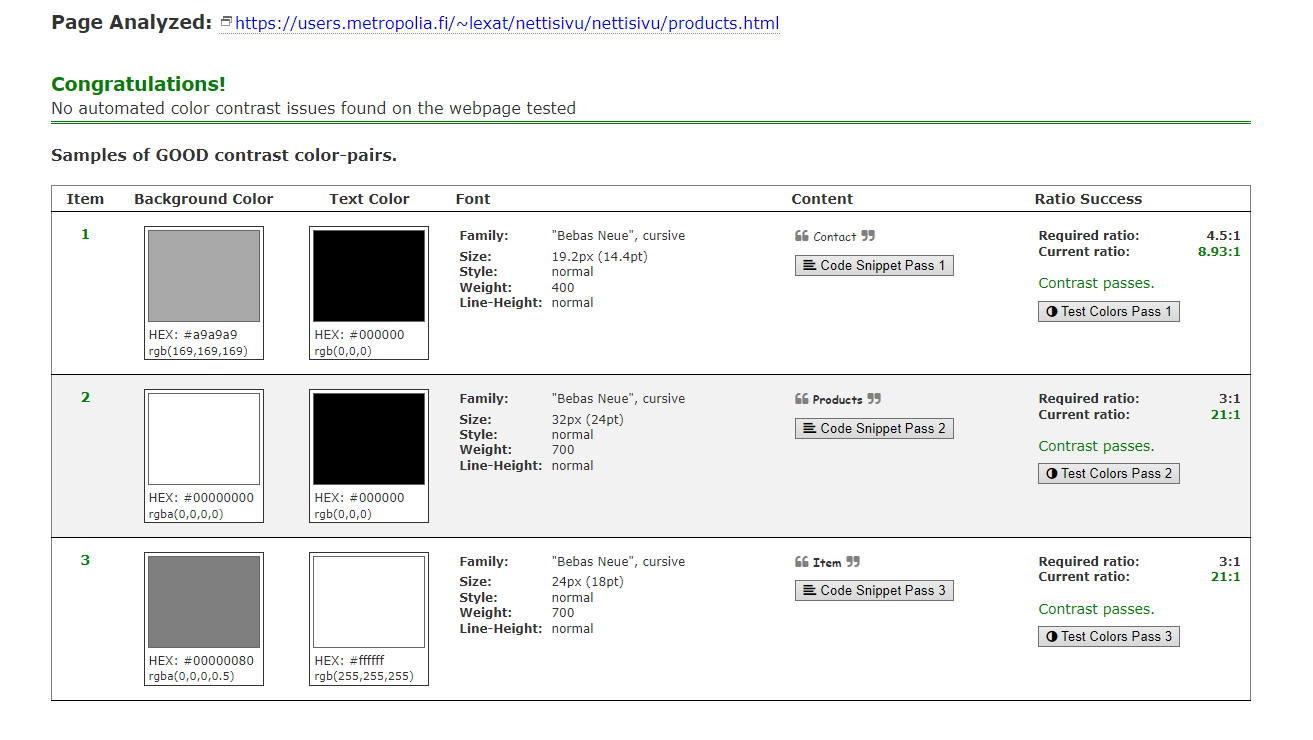 Page Analyzed: https://users.metropolia.fi/~lexat/nettisivu/nettisivu/products.html
Congratulations!
No automated color contrast issues found on the webpage tested
Samples of GOOD contrast color-pairs.
Item Background Color Text Color Font Content Ratio Success
1
HEX: #a9a9a9
rgb(169,169,169)
HEX: #000000
rgb(0,0,0)
Family: "Bebas Neue", cursive
Size: 19.2px (14.4pt)
Style: normal
Weight: 400
Line-Height: normal
❝ Contact ❞
Code Snippet Pass 1
Required ratio: 4.5:1
Current ratio: 8.93:1
Contrast passes.
Test Colors Pass 1
2
HEX: #00000000
rgba(0,0,0,0)
HEX: #000000
rgb(0,0,0)
Family: "Bebas Neue", cursive
Size: 32px (24pt)
Style: normal
Weight: 700
Line-Height: normal
❝ Products ❞
Code Snippet Pass 2
Required ratio: 3:1
Current ratio: 21:1
Contrast passes.
Test Colors Pass 2
3
HEX: #00000080
rgba(0,0,0,0.5)
HEX: #ffffff
rgb(255,255,255)
Family: "Bebas Neue", cursive
Size: 24px (18pt)
Style: normal
Weight: 700
Line-Height: normal
❝ Item ❞
Code Snippet Pass 3
Required ratio: 3:1
Current ratio: 21:1
Contrast passes.
Test Colors Pass 3